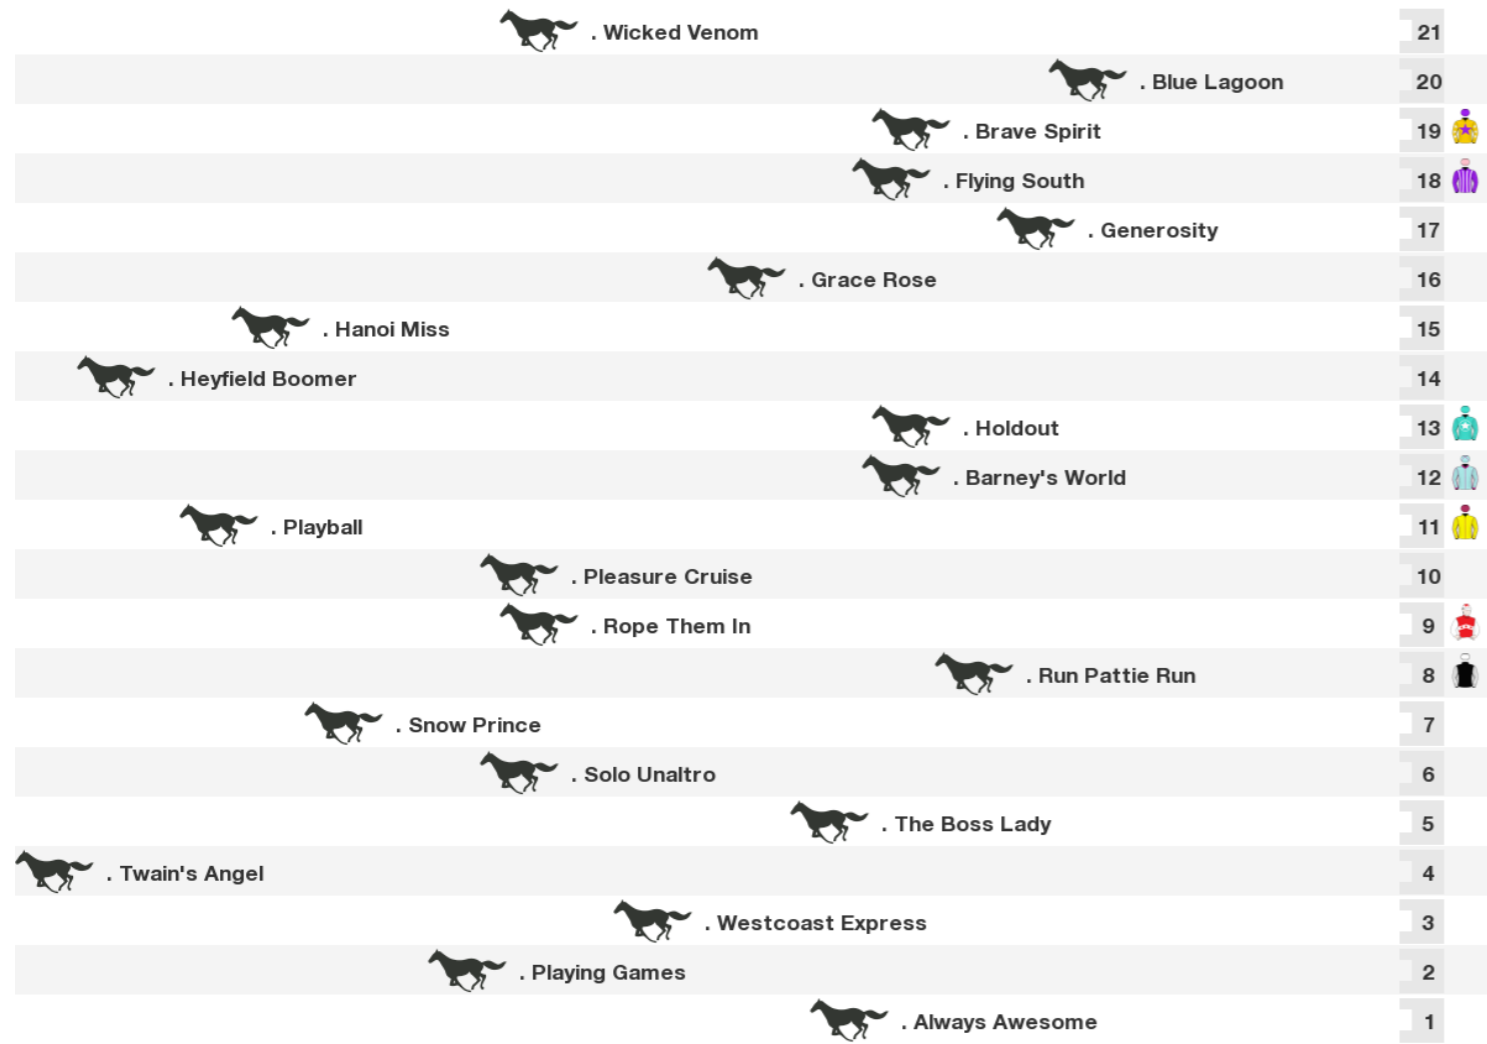 . Wicked Venom 21
. Blue Lagoon 20
. Brave Spirit 19
. Flying South 18
. Generosity 17
. Grace Rose 16
. Hanoi Miss 15
. Heyfield Boomer 14
. Holdout 13
. Barney's World 12
. Playball 11
. Pleasure Cruise 10
. Rope Them In 9
. Run Pattie Run 8
. Snow Prince 7
. Solo Unaltro 6
. The Boss Lady 5
. Twain's Angel 4
. Westcoast Express 3
. Playing Games 2
. Always Awesome 1